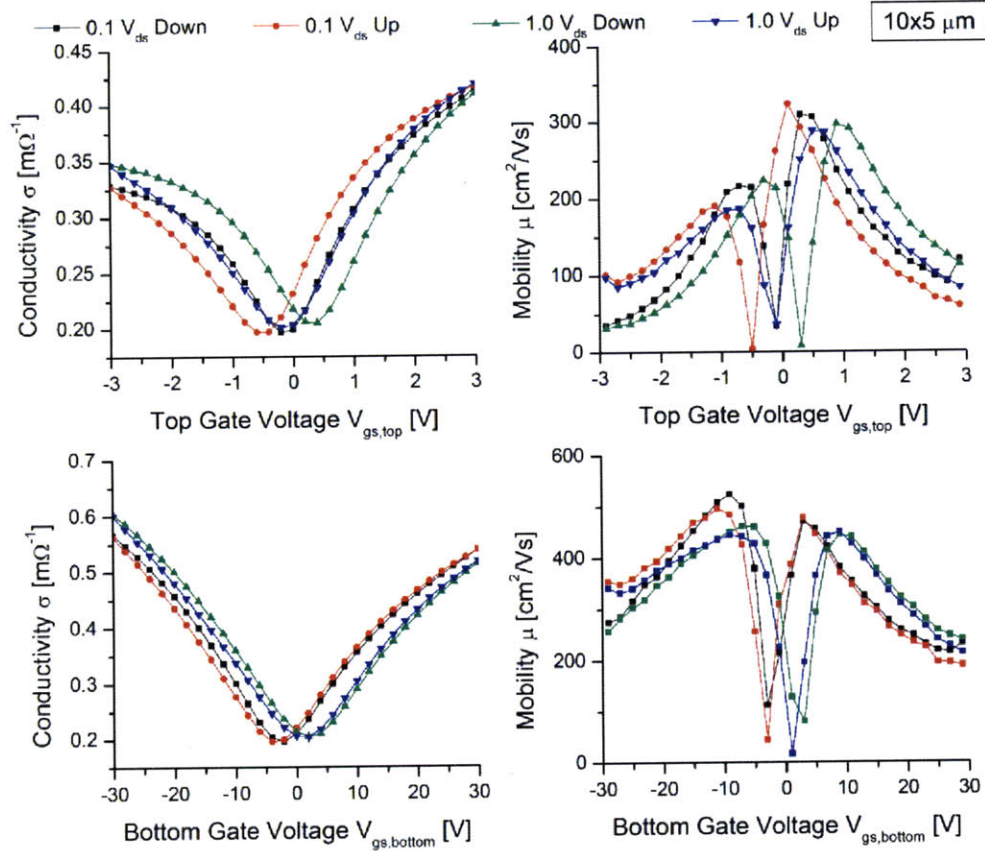 0.1 Vds Down 0.1 Vds Up 1.0 Vds Down 1.0 Vds Up 10x5 μm
0.45
0.40
0.35
0.30
0.25
0.20
Conductivity σ [mΩ⁻¹]
-3 -2 -1 0 1 2 3
Top Gate Voltage Vgs,top [V]
400
300
200
100
0
Mobility μ [cm²/Vs]
-3 -2 -1 0 1 2 3
Top Gate Voltage Vgs,top [V]
0.7
0.6
0.5
0.4
0.3
0.2
Conductivity σ [mΩ⁻¹]
-30 -20 -10 0 10 20 30
Bottom Gate Voltage Vgs,bottom [V]
600
400
200
0
Mobility μ [cm²/Vs]
-30 -20 -10 0 10 20 30
Bottom Gate Voltage Vgs,bottom [V]